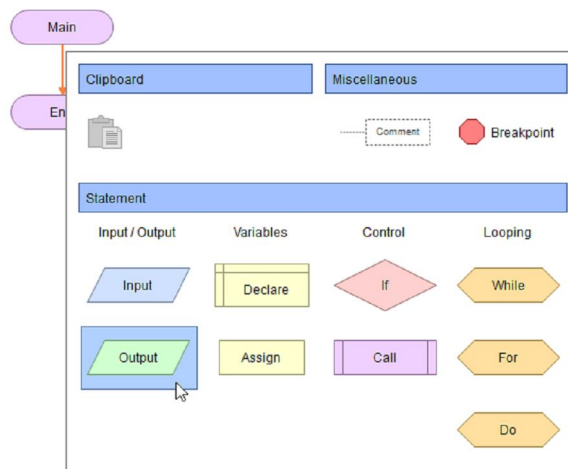 Main
En
Clipboard
Miscellaneous
Comment
Breakpoint
Statement
Input / Output
Variables
Control
Looping
Input
Declare
If
While
Output
Assign
Call
For
Do